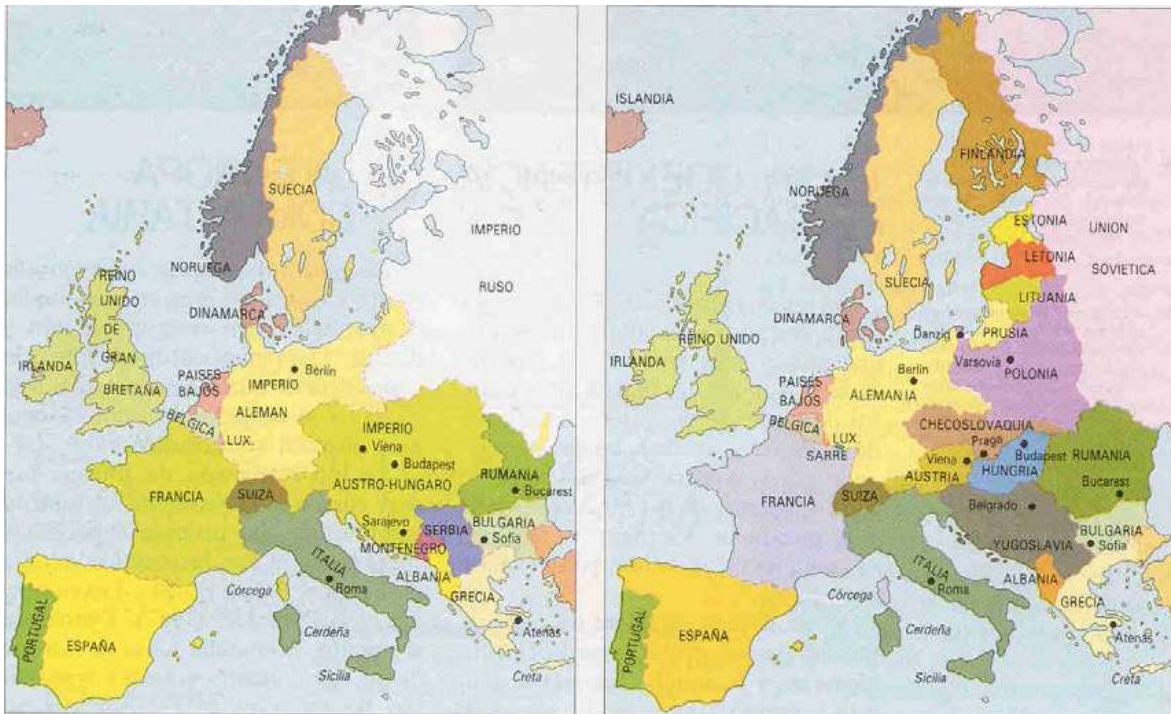 SUECIA
IMPERIO
RUSO
NORUEGA
REINO
UNIDO
DE
GRAN
BRETAÑA
DINAMARCA
IRLANDA
PAISES
BAJOS
IMPERIO
Berlín
ALEMAN
BELGICA
LUX.
IMPERIO
Viena
Budapest
AUSTRO-HUNGARO
RUMANIA
Bucarest
FRANCIA
SUIZA
Sarajevo
SERBIA
BULGARIA
Sofía
MONTENEGRO
ITALIA
ALBANIA
Roma
GRECIA
Córcega
Cerdeña
PORTUGAL
ESPAÑA
Atenas
Sicilia
Creta
ISLANDIA
FINLANDIA
NORUEGA
ESTONIA
UNION
LETONIA
SOVIETICA
SUECIA
LITUANIA
DINAMARCA
Danzig
PRUSIA
REINO UNIDO
IRLANDA
Varsovia
POLONIA
PAISES
BAJOS
Berlín
ALEMANIA
BELGICA
CHECOSLOVAQUIA
LUX.
Praga
SARRE
Viena
Budapest
RUMANIA
AUSTRIA
HUNGRIA
Bucarest
FRANCIA
SUIZA
Belgrado
BULGARIA
YUGOSLAVIA
Sofía
ITALIA
ALBANIA
Roma
GRECIA
Córcega
Cerdeña
PORTUGAL
ESPAÑA
Atenas
Sicilia
Creta